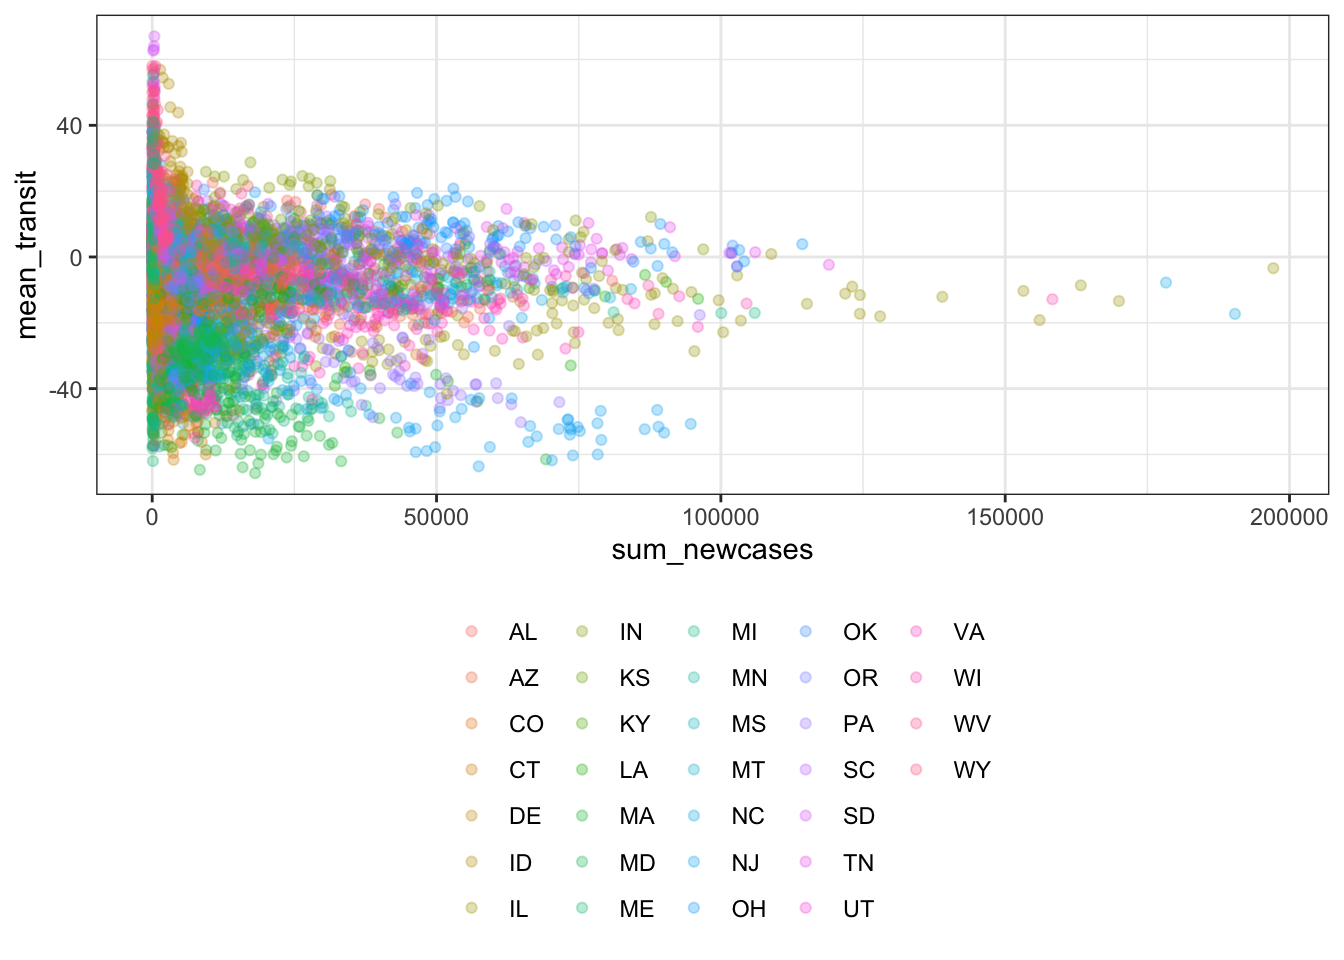 40
0
-40
mean_transit
0 50000 100000 150000 200000
sum_newcases
AL IN MI OK VA
AZ KS MN OR WI
CO KY MS PA WV
CT LA MT SC WY
DE MA NC SD
ID MD NJ TN
IL ME OH UT